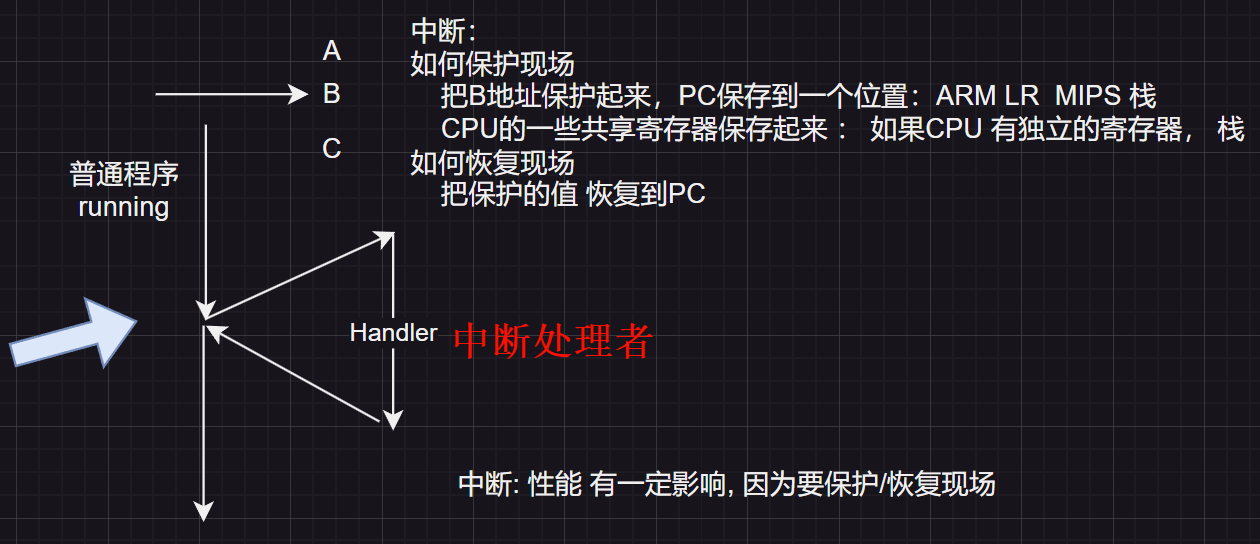 中断：
如何保护现场
把B地址保护起来，PC保存到一个位置：ARM LR MIPS 栈
CPU的一些共享寄存器保存起来 ： 如果CPU 有独立的寄存器， 栈
如何恢复现场
把保护的值 恢复到PC
A
B
C
普通程序
running
Handler
中断处理者
中断: 性能 有一定影响, 因为要保护/恢复现场